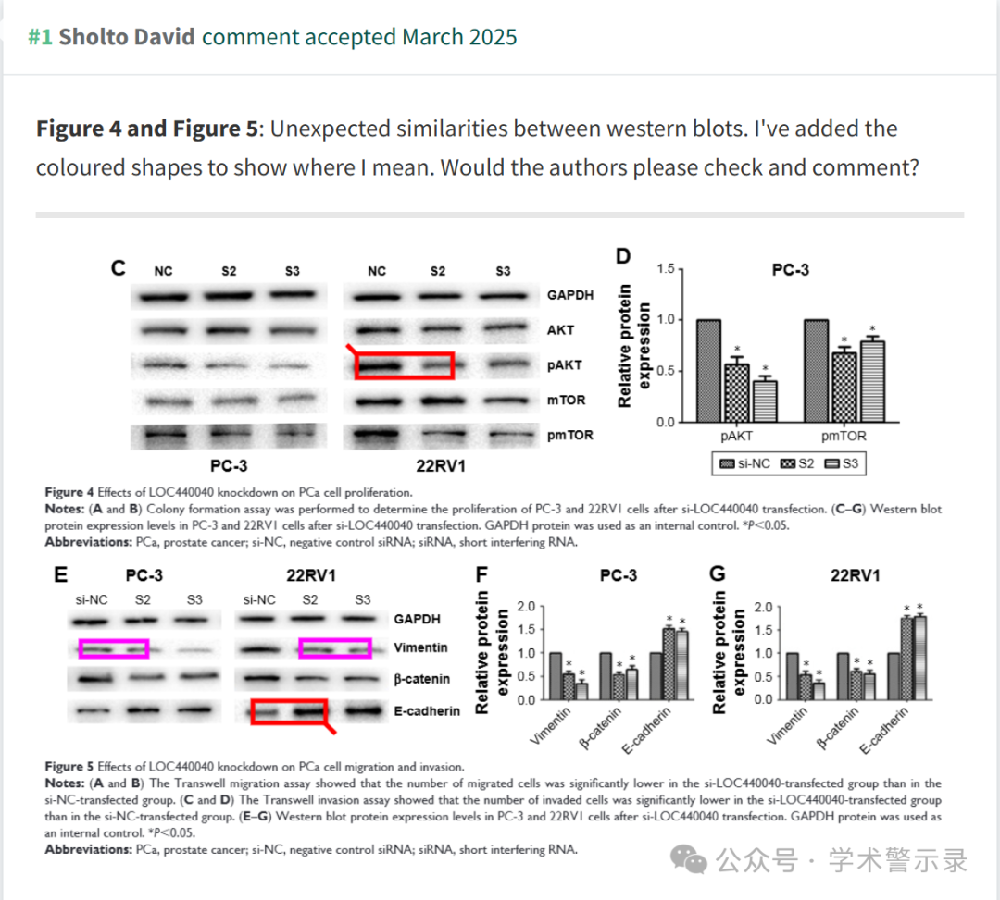 #1 Sholto David comment accepted March 2025
Figure 4 and Figure 5: Unexpected similarities between western blots. I've added the
coloured shapes to show where I mean. Would the authors please check and comment?
C
NC S2 S3 NC S2 S3
GAPDH
AKT
pAKT
mTOR
pmTOR
PC-3 22RV1
D
PC-3
Relative protein
expression
1.5
1.0
0.5
0.0
* * * *
pAKT pmTOR
si-NC S2 S3
Figure 4 Effects of LOC440040 knockdown on PCa cell proliferation.
Notes: (A and B) Colony formation assay was performed to determine the proliferation of PC-3 and 22RV1 cells after si-LOC440040 transfection. (C–G) Western blot
protein expression levels in PC-3 and 22RV1 cells after si-LOC440040 transfection. GAPDH protein was used as an internal control. *P<0.05.
Abbreviations: PCa, prostate cancer; si-NC, negative control siRNA; siRNA, short interfering RNA.
E
PC-3 22RV1
si-NC S2 S3 si-NC S2 S3
GAPDH
Vimentin
β-catenin
E-cadherin
F
PC-3
Relative protein
expression
2.0
1.5
1.0
0.5
0.0
* * * * * *
Vimentin β-catenin E-cadherin
G
22RV1
Relative protein
expression
2.0
1.5
1.0
0.5
0.0
* * * * * *
Vimentin β-catenin E-cadherin
Figure 5 Effects of LOC440040 knockdown on PCa cell migration and invasion.
Notes: (A and B) The Transwell migration assay showed that the number of migrated cells was significantly lower in the si-LOC440040-transfected group than in the
si-NC-transfected group. (C and D) The Transwell invasion assay showed that the number of invaded cells was significantly lower in the si-LOC440040-transfected group
than in the si-NC-transfected group. (E–G) Western blot protein expression levels in PC-3 and 22RV1 cells after si-LOC440040 transfection. GAPDH protein was used as
an internal control. *P<0.05.
Abbreviations: PCa, prostate cancer; si-NC, negative control siRNA; siRNA, short interfering RNA.
公众号 · 学术警示录